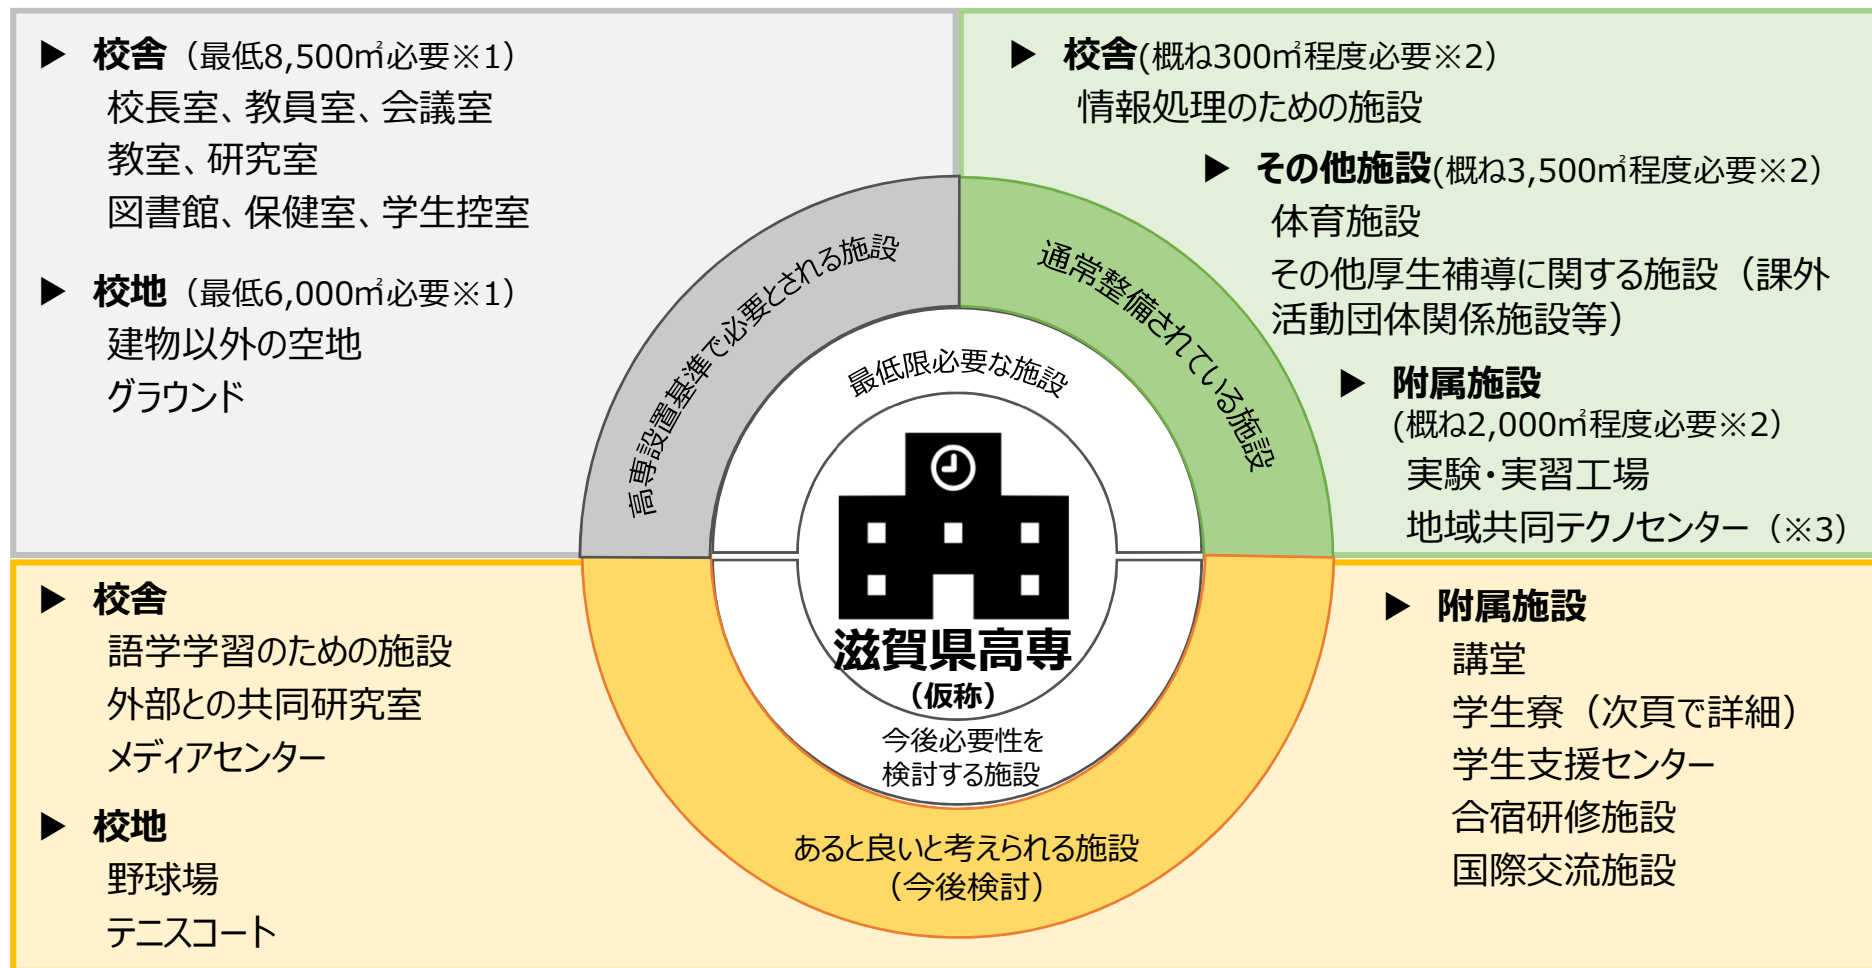 ▶ 校舎（最低8,500㎡必要※1）
校長室、教員室、会議室
教室、研究室
図書館、保健室、学生控室
▶ 校地（最低6,000㎡必要※1）
建物以外の空地
グラウンド
▶ 校舎(概ね300㎡程度必要※2）
情報処理のための施設
▶ その他施設(概ね3,500㎡程度必要※2）
体育施設
その他厚生補導に関する施設（課外
活動団体関係施設等）
▶ 附属施設
(概ね2,000㎡程度必要※2）
実験・実習工場
地域共同テクノセンター（※3）
高専設置基準で必要とされる施設
通常整備されている施設
最低限必要な施設
滋賀県高専
（仮称）
今後必要性を
検討する施設
あると良いと考えられる施設
（今後検討）
▶ 校舎
語学学習のための施設
外部との共同研究室
メディアセンター
▶ 校地
野球場
テニスコート
▶ 附属施設
講堂
学生寮（次頁で詳細）
学生支援センター
合宿研修施設
国際交流施設